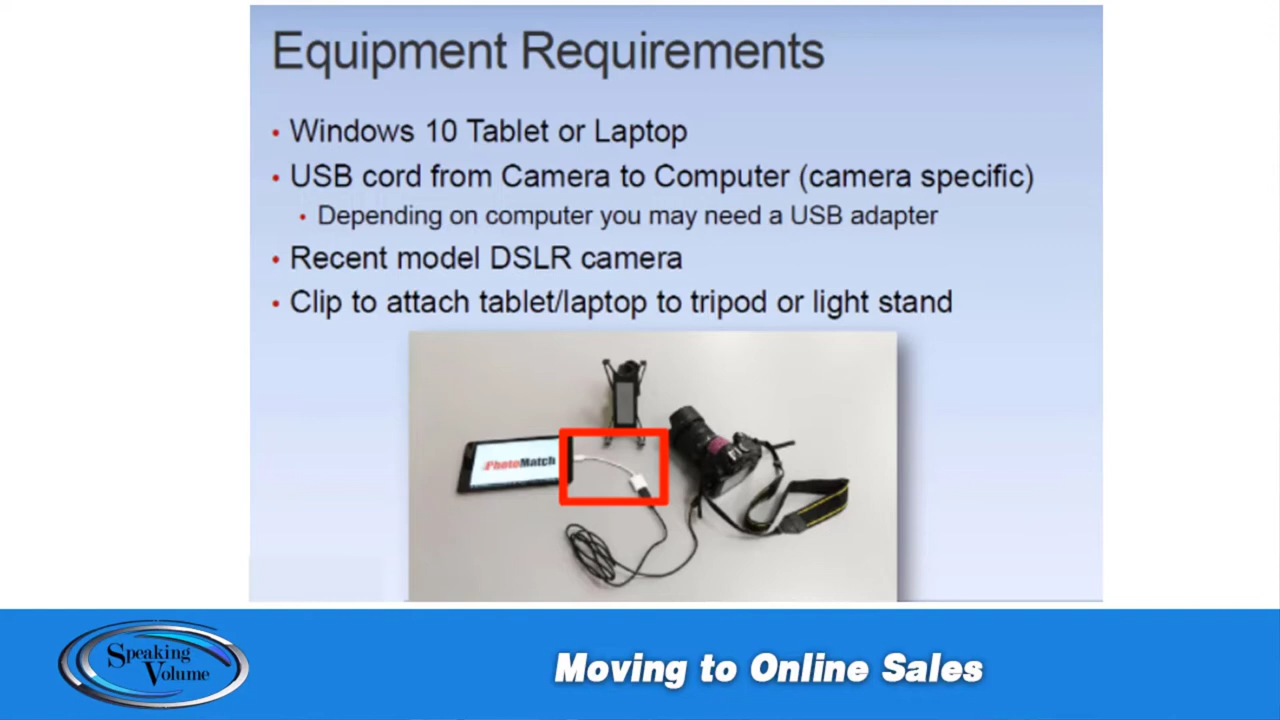 Equipment Requirements
• Windows 10 Tablet or Laptop
• USB cord from Camera to Computer (camera specific)
• Depending on computer you may need a USB adapter
• Recent model DSLR camera
• Clip to attach tablet/laptop to tripod or light stand
PhotoMatch
Speaking
Volume
Moving to Online Sales